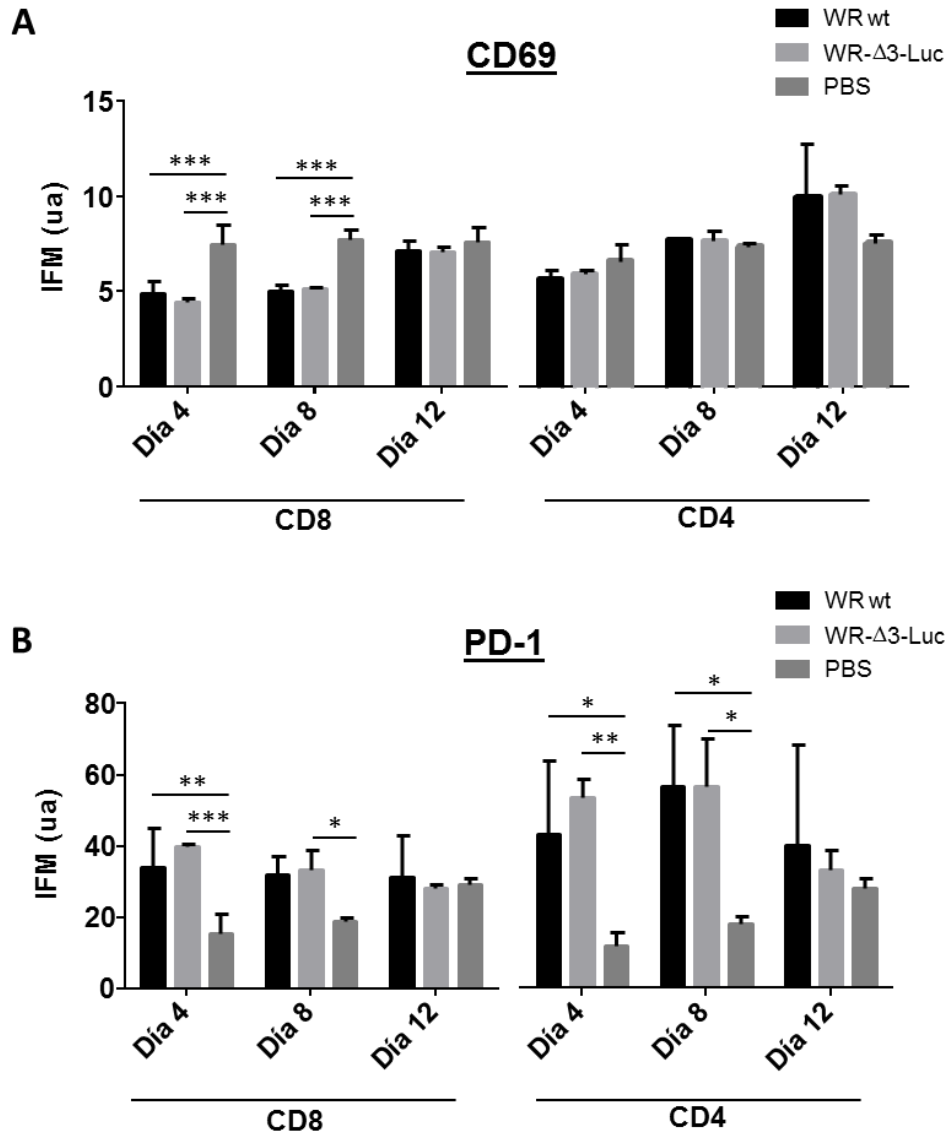 A
CD69
WR wt
WR-Δ3-Luc
PBS
IFM (ua)
15
10
5
0
***
***
***
***
Día 4
Día 8
Día 12
Día 4
Día 8
Día 12
CD8
CD4
B
PD-1
WR wt
WR-Δ3-Luc
PBS
IFM (ua)
80
60
40
20
0
**
***
*
*
**
*
*
Día 4
Día 8
Día 12
Día 4
Día 8
Día 12
CD8
CD4